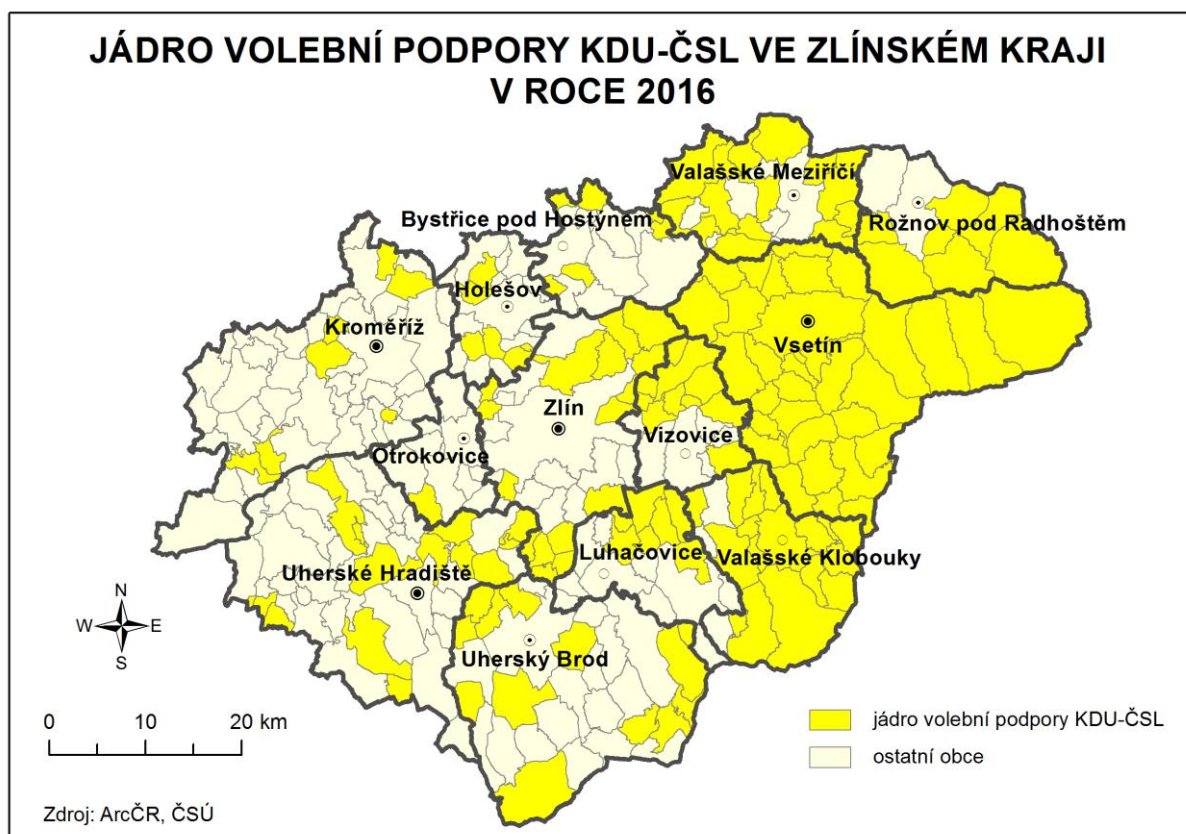 JÁDRO VOLEBNÍ PODPORY KDU-ČSL VE ZLÍNSKÉM KRAJI
V ROCE 2016
Valašské Meziříčí
Bystřice pod Hostýnem
Rožnov pod Radhoštěm
Holešov
Kroměříž
Vsetín
Zlín
Vizovice
Otrokovice
Luhačovice
Valašské Klobouky
Uherské Hradiště
Uherský Brod
N
W E
S
0 10 20 km
jádro volební podpory KDU-ČSL
ostatní obce
Zdroj: ArcČR, ČSÚ